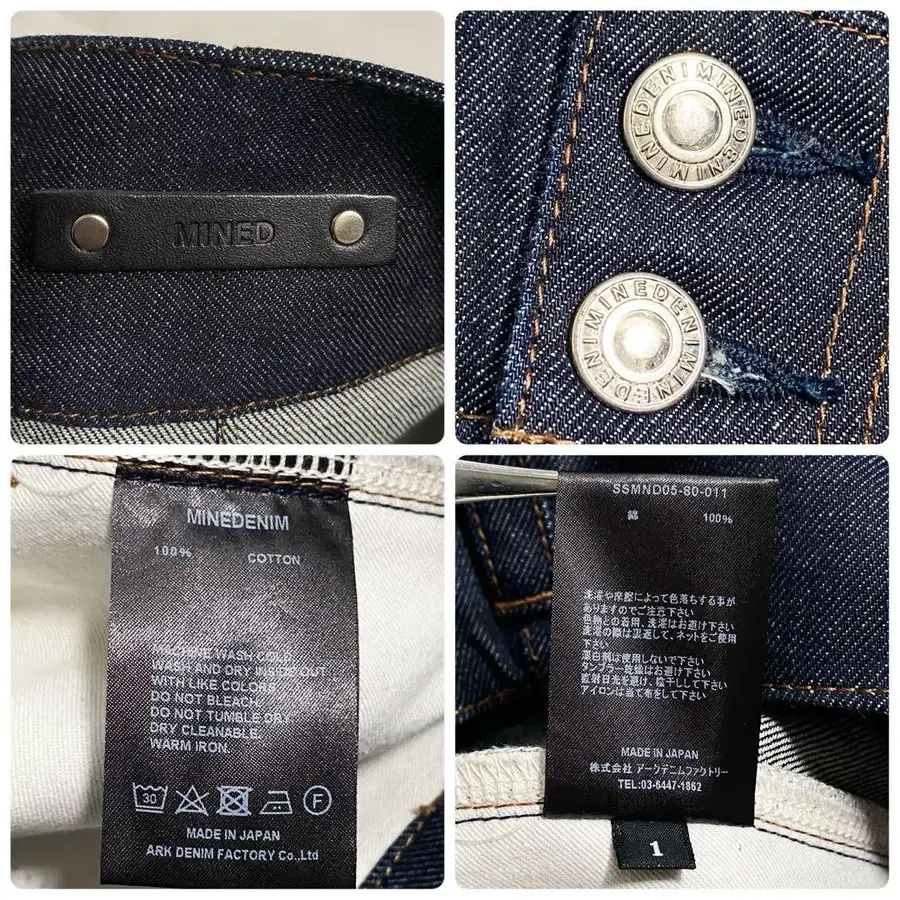 MINED
MINEDENIMINEDENIMINEDENIM
MINEDENIMINEDENIM
MINEDENIM
100% COTTON
MACHINE WASH COLD
WASH AND DRY INSIDE OUT
WITH LIKE COLORS
DO NOT BLEACH
DO NOT TUMBLE DRY
DRY CLEANABLE.
WARM IRON.
30
F
MADE IN JAPAN
ARK DENIM FACTORY Co.,Ltd
SSMND05-80-011
綿 100%
洗濯や摩擦によって色落ちする事が
ありますのでご注意下さい
色物との着用、洗濯はお避け下さい
洗濯の際は裏返して、ネットをご使用
下さい
漂白剤は使用しないで下さい
タンブラー乾燥はお避け下さい
直射日光を避け、陰干しして下さい
アイロンは当て布をして下さい
MADE IN JAPAN
株式会社 アークデニムファクトリー
TEL:03-6447-1862
1